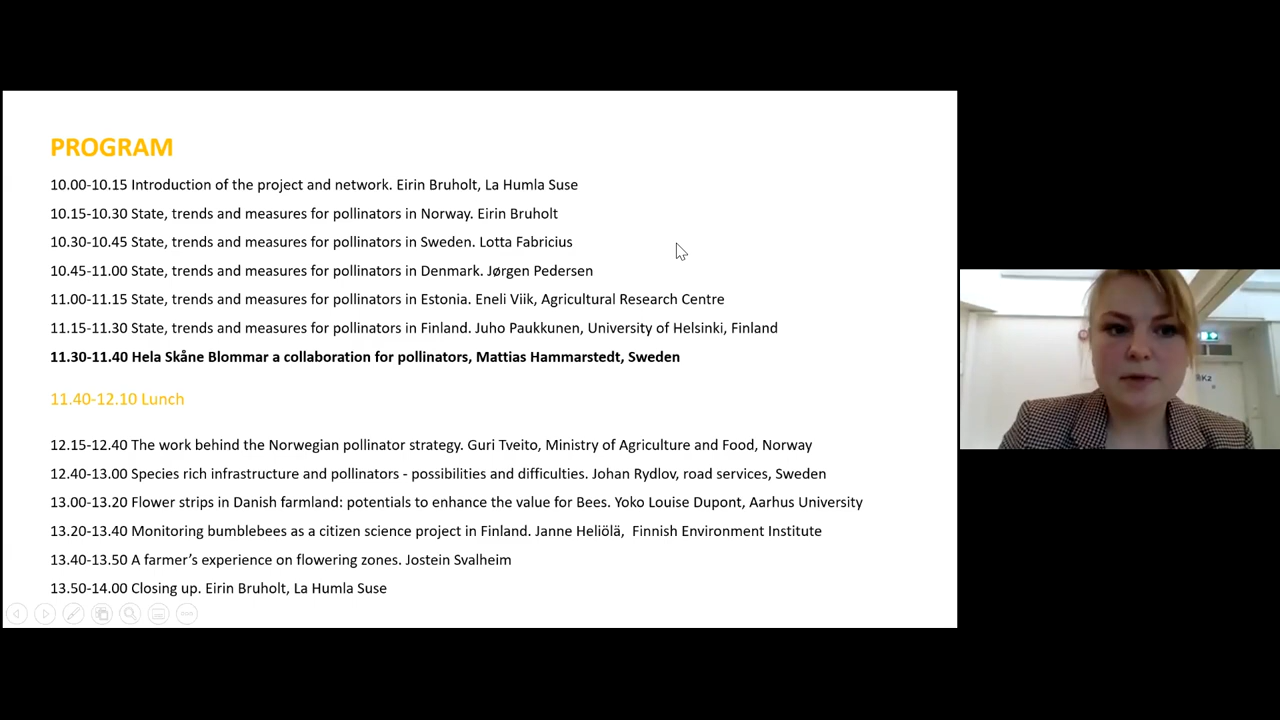 PROGRAM
10.00-10.15 Introduction of the project and network. Eirin Bruholt, La Humla Suse
10.15-10.30 State, trends and measures for pollinators in Norway. Eirin Bruholt
10.30-10.45 State, trends and measures for pollinators in Sweden. Lotta Fabricius
10.45-11.00 State, trends and measures for pollinators in Denmark. Jørgen Pedersen
11.00-11.15 State, trends and measures for pollinators in Estonia. Eneli Viik, Agricultural Research Centre
11.15-11.30 State, trends and measures for pollinators in Finland. Juho Paukkunen, University of Helsinki, Finland
11.30-11.40 Hela Skåne Blommar a collaboration for pollinators, Mattias Hammarstedt, Sweden
11.40-12.10 Lunch
12.15-12.40 The work behind the Norwegian pollinator strategy. Guri Tveito, Ministry of Agriculture and Food, Norway
12.40-13.00 Species rich infrastructure and pollinators - possibilities and difficulties. Johan Rydlov, road services, Sweden
13.00-13.20 Flower strips in Danish farmland: potentials to enhance the value for Bees. Yoko Louise Dupont, Aarhus University
13.20-13.40 Monitoring bumblebees as a citizen science project in Finland. Janne Heliölä, Finnish Environment Institute
13.40-13.50 A farmer’s experience on flowering zones. Jostein Svalheim
13.50-14.00 Closing up. Eirin Bruholt, La Humla Suse
K2